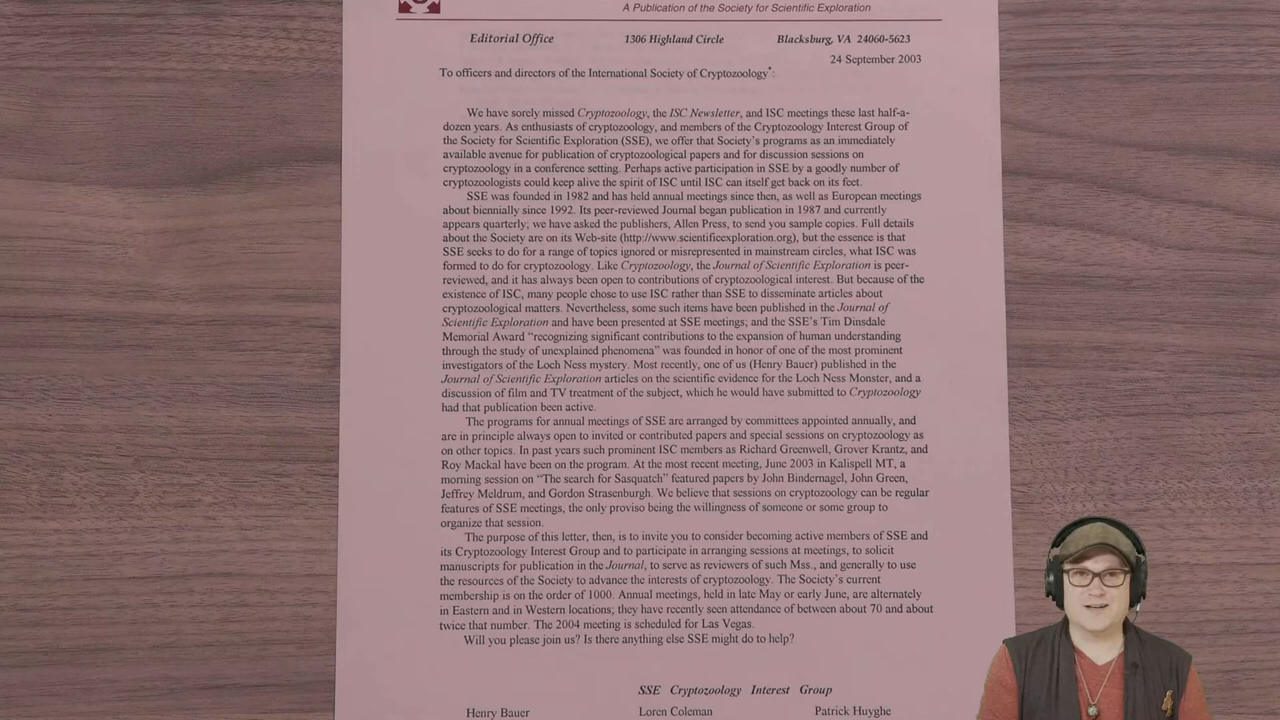 A Publication of the Society for Scientific Exploration
Editorial Office 1306 Highland Circle Blacksburg, VA 24060-5623
24 September 2003
To officers and directors of the International Society of Cryptozoology*:
We have sorely missed Cryptozoology, the ISC Newsletter, and ISC meetings these last half-a-
dozen years. As enthusiasts of cryptozoology, and members of the Cryptozoology Interest Group of
the Society for Scientific Exploration (SSE), we offer that Society's programs as an immediately
available avenue for publication of cryptozoological papers and for discussion sessions on
cryptozoology in a conference setting. Perhaps active participation in SSE by a goodly number of
cryptozoologists could keep alive the spirit of ISC until ISC can itself get back on its feet.
SSE was founded in 1982 and has held annual meetings since then, as well as European meetings
about biennially since 1992. Its peer-reviewed Journal began publication in 1987 and currently
appears quarterly; we have asked the publishers, Allen Press, to send you sample copies. Full details
about the Society are on its Web-site (http://www.scientificexploration.org), but the essence is that
SSE seeks to do for a range of topics ignored or misrepresented in mainstream circles, what ISC was
formed to do for cryptozoology. Like Cryptozoology, the Journal of Scientific Exploration is peer-
reviewed, and it has always been open to contributions of cryptozoological interest. But because of the
existence of ISC, many people chose to use ISC rather than SSE to disseminate articles about
cryptozoological matters. Nevertheless, some such items have been published in the Journal of
Scientific Exploration and have been presented at SSE meetings; and the SSE's Tim Dinsdale
Memorial Award "recognizing significant contributions to the expansion of human understanding
through the study of unexplained phenomena" was founded in honor of one of the most prominent
investigators of the Loch Ness mystery. Most recently, one of us (Henry Bauer) published in the
Journal of Scientific Exploration articles on the scientific evidence for the Loch Ness Monster, and a
discussion of film and TV treatment of the subject, which he would have submitted to Cryptozoology
had that publication been active.
The programs for annual meetings of SSE are arranged by committees appointed annually, and
are in principle always open to invited or contributed papers and special sessions on cryptozoology as
on other topics. In past years such prominent ISC members as Richard Greenwell, Grover Krantz, and
Roy Mackal have been on the program. At the most recent meeting, June 2003 in Kalispell MT, a
morning session on "The search for Sasquatch" featured papers by John Bindernagel, John Green,
Jeffrey Meldrum, and Gordon Strasenburgh. We believe that sessions on cryptozoology can be regular
features of SSE meetings, the only proviso being the willingness of someone or some group to
organize that session.
The purpose of this letter, then, is to invite you to consider becoming active members of SSE and
its Cryptozoology Interest Group and to participate in arranging sessions at meetings, to solicit
manuscripts for publication in the Journal, to serve as reviewers of such Mss., and generally to use
the resources of the Society to advance the interests of cryptozoology. The Society's current
membership is on the order of 1000. Annual meetings, held in late May or early June, are alternately
in Eastern and in Western locations; they have recently seen attendance of between about 70 and about
twice that number. The 2004 meeting is scheduled for Las Vegas.
Will you please join us? Is there anything else SSE might do to help?
SSE Cryptozoology Interest Group
Henry Bauer Loren Coleman Patrick Huyghe